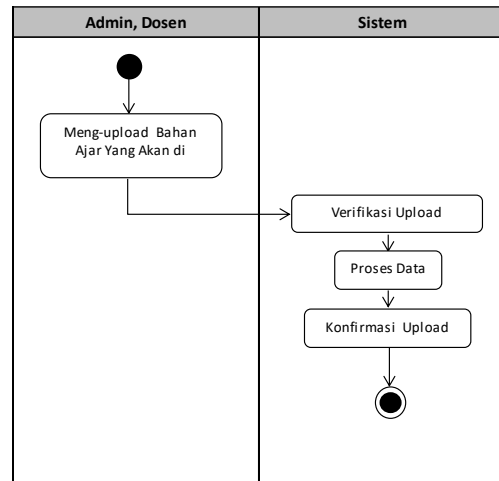 Admin, Dosen
Sistem
Meng-upload Bahan
Ajar Yang Akan di
Verifikasi Upload
Proses Data
Konfirmasi Upload